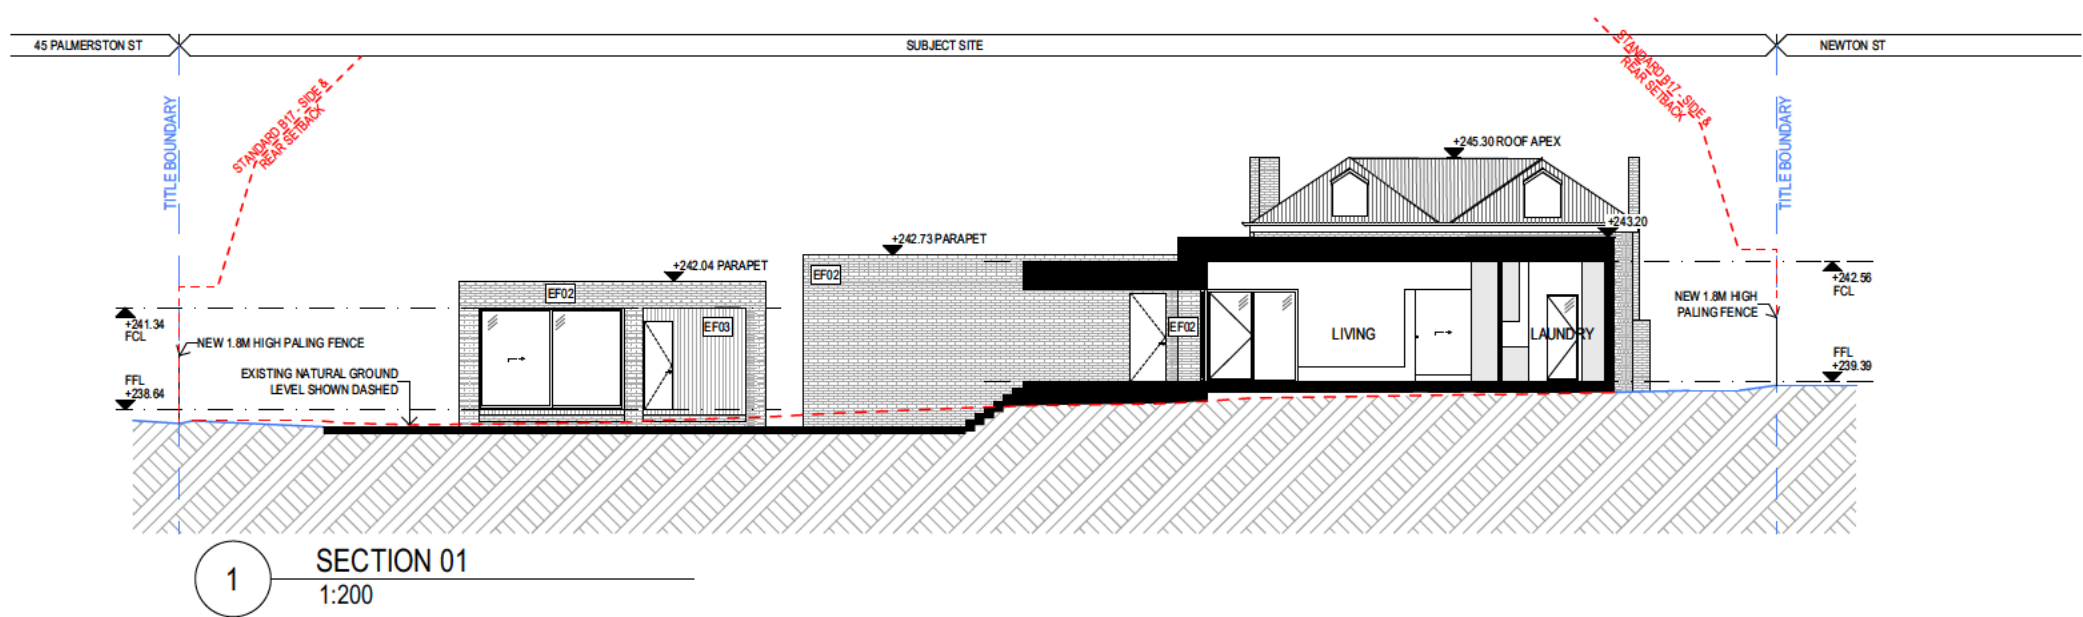 45 PALMERSTON ST
SUBJECT SITE
NEWTON ST
TITLE BOUNDARY
STANDARD B17 - SIDE &
REAR SETBACK
STANDARD B17 - SIDE &
REAR SETBACK
TITLE BOUNDARY
+245.30 ROOF APEX
+243.20
+242.73 PARAPET
+242.04 PARAPET
EF02
EF02
EF03
EF02
+241.34
FCL
NEW 1.8M HIGH PALING FENCE
EXISTING NATURAL GROUND
LEVEL SHOWN DASHED
FFL
+238.64
LIVING
LAUNDRY
+242.56
FCL
NEW 1.8M HIGH
PALING FENCE
FFL
+239.39
1
SECTION 01
1:200